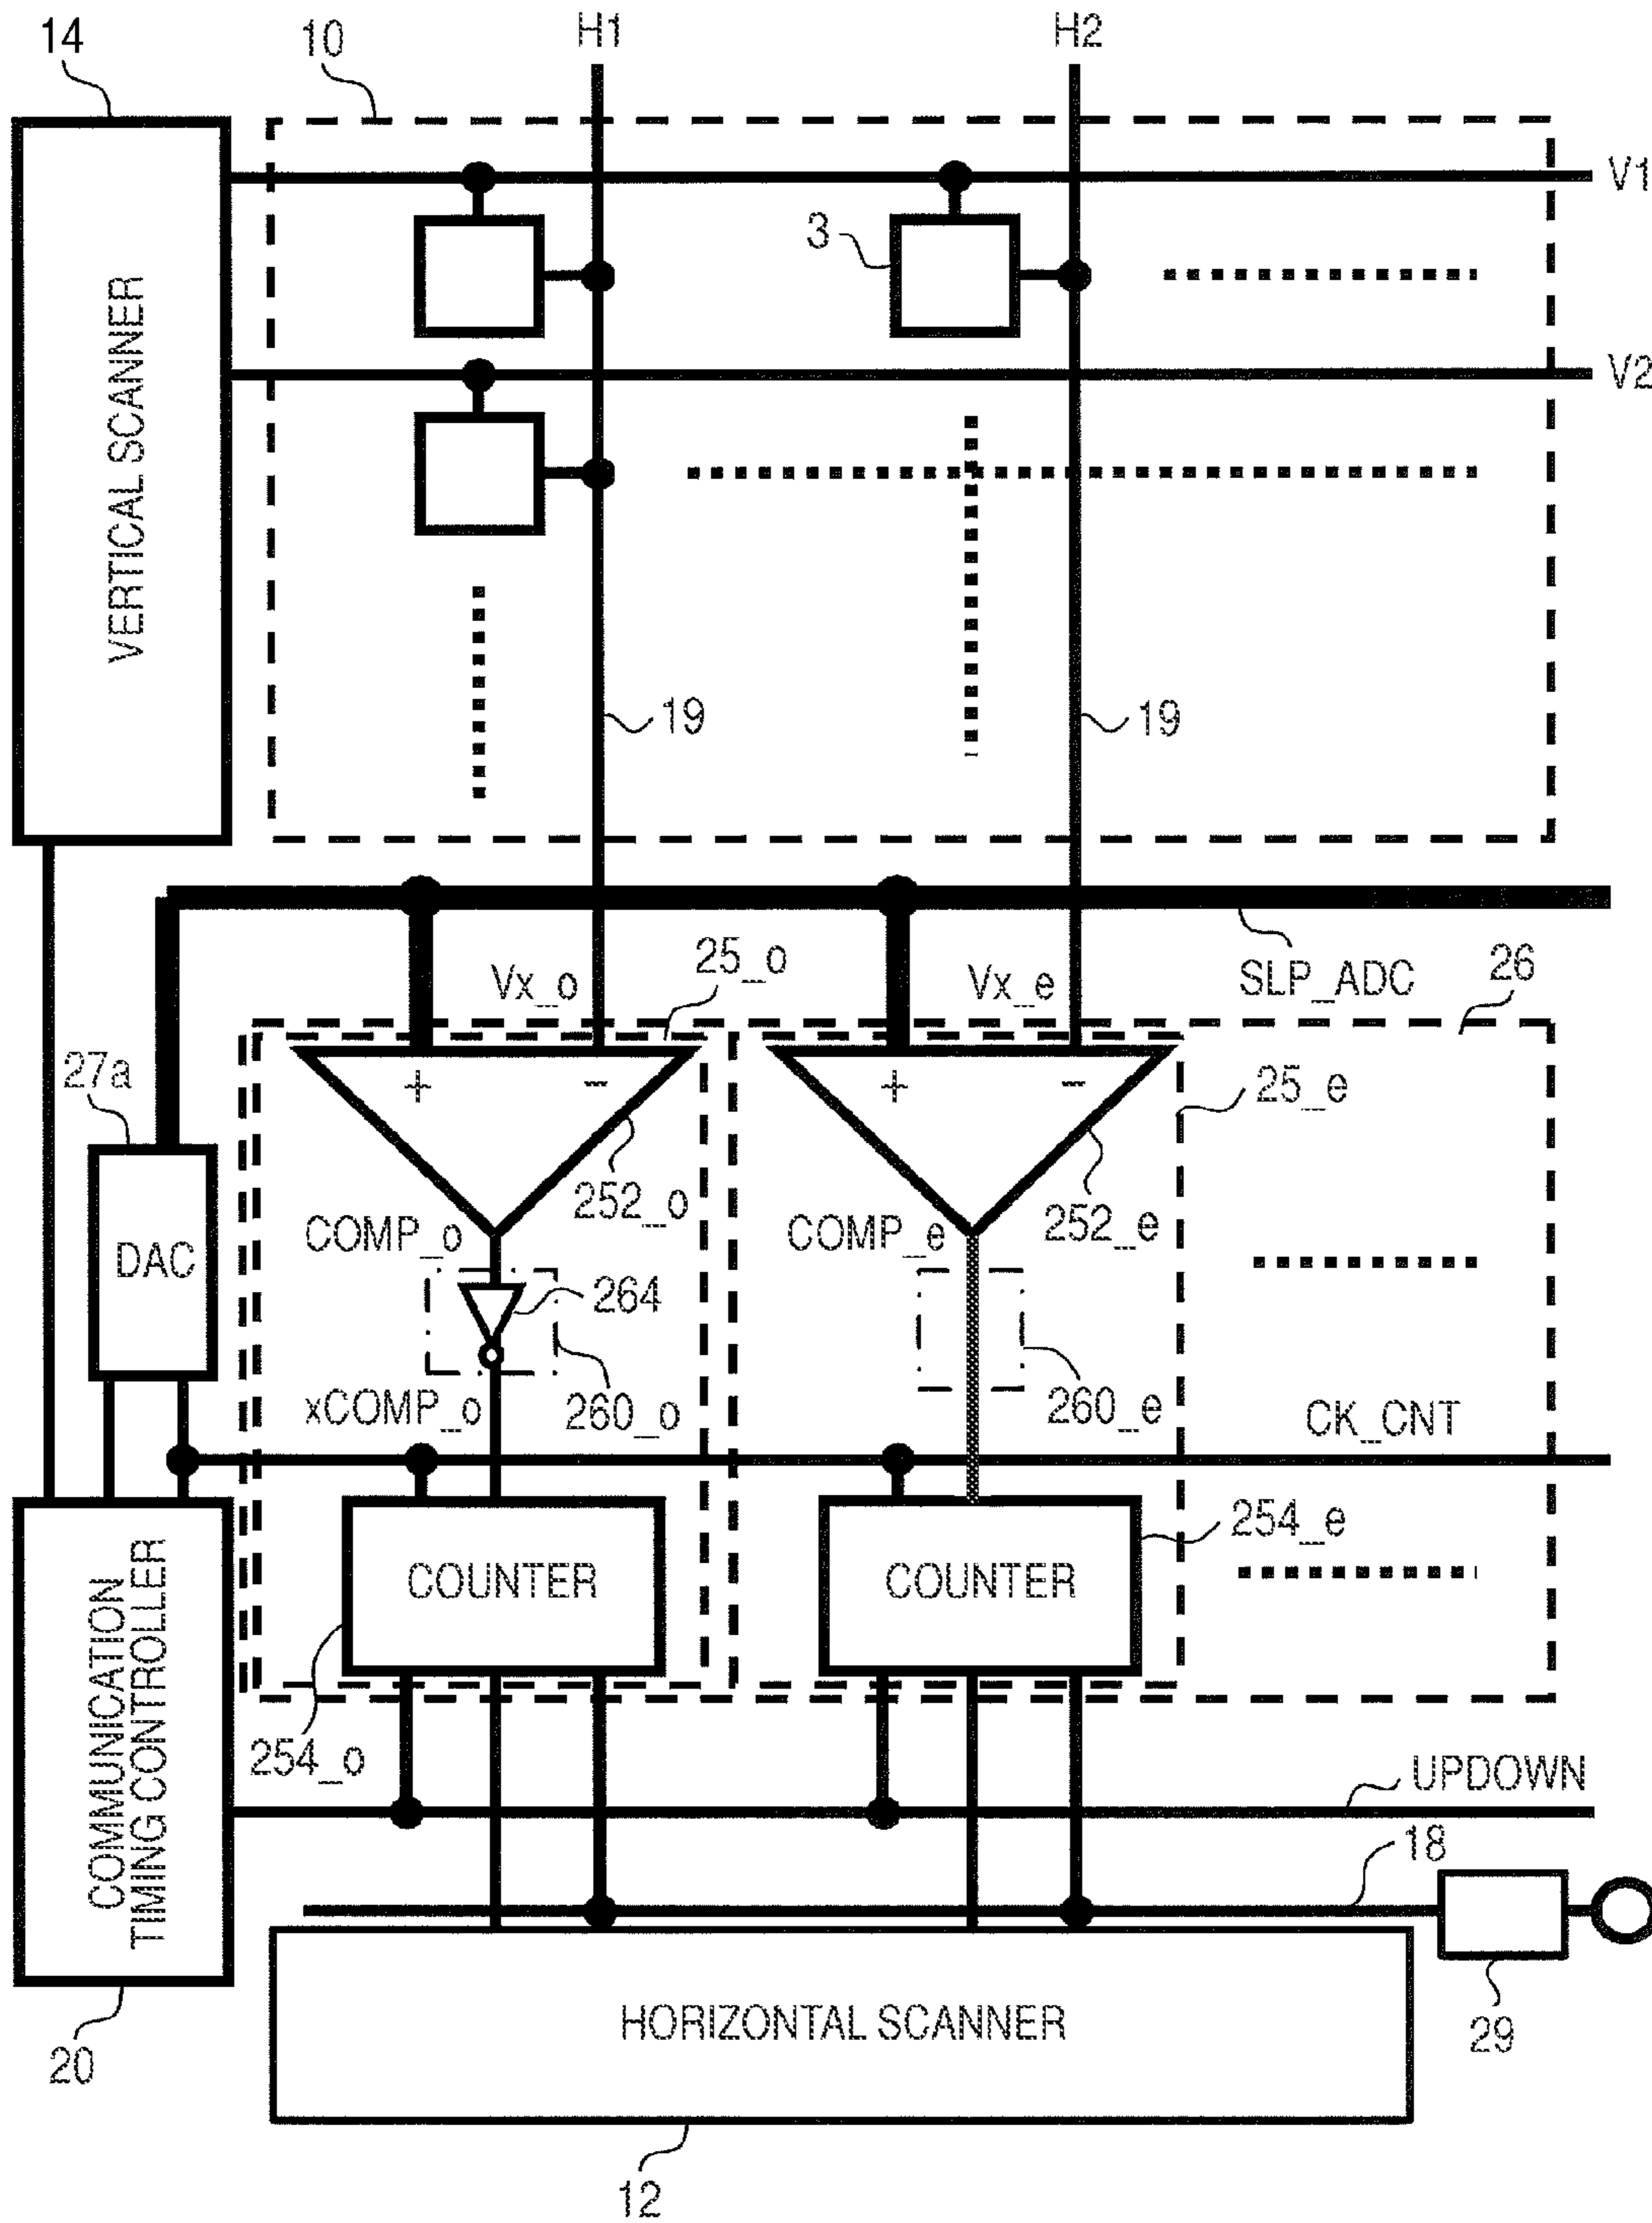 14
10
H1
H2
V1
3
VERTICAL SCANNER
V2
19
19
Vx_o
25_o
Vx_e
SLP_ADC
26
27a
+
-
+
-
25_e
252_o
252_e
COMP_o
COMP_e
DAC
264
xCOMP_o
260_o
260_e
CK_CNT
COMMUNICATION
TIMING CONTROLLER
COUNTER
COUNTER
254_e
254_o
UPDOWN
18
HORIZONTAL SCANNER
29
20
12